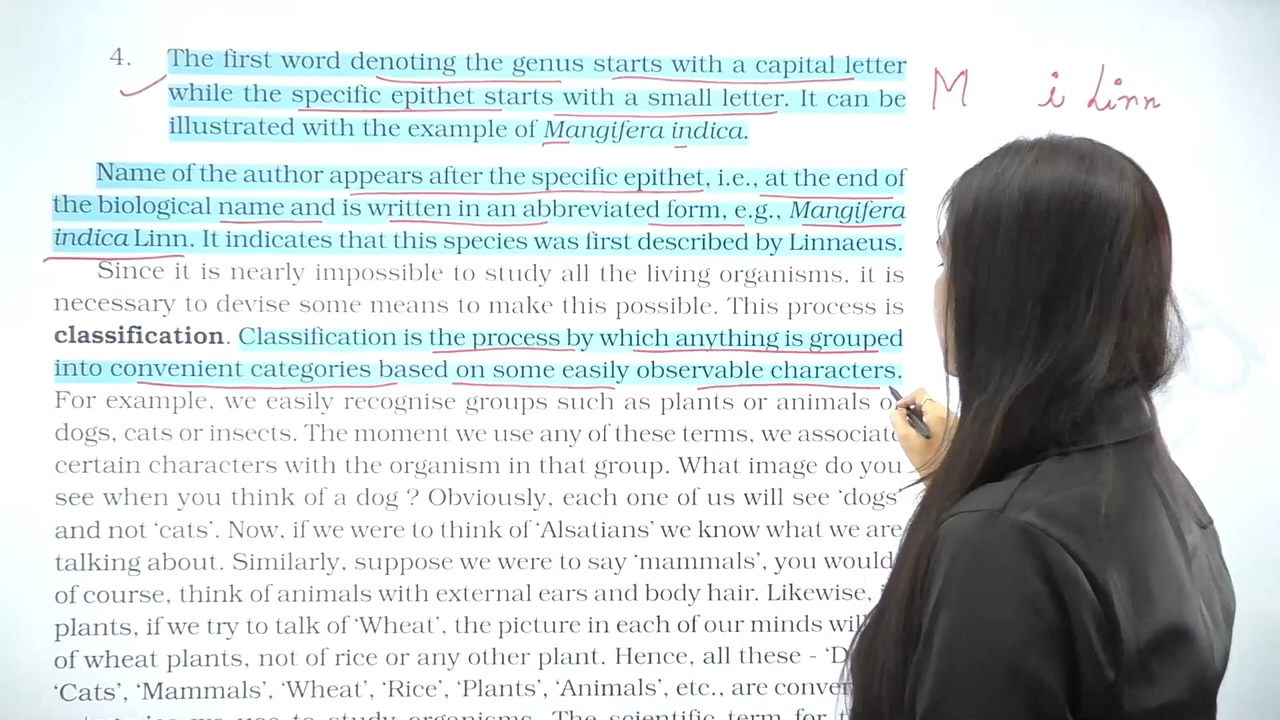 4. The first word denoting the genus starts with a capital letter
while the specific epithet starts with a small letter. It can be
illustrated with the example of Mangifera indica.
M i Linn
Name of the author appears after the specific epithet, i.e., at the end of
the biological name and is written in an abbreviated form, e.g., Mangifera
indica Linn. It indicates that this species was first described by Linnaeus.
Since it is nearly impossible to study all the living organisms, it is
necessary to devise some means to make this possible. This process is
classification. Classification is the process by which anything is grouped
into convenient categories based on some easily observable characters.
For example, we easily recognise groups such as plants or animals
dogs, cats or insects. The moment we use any of these terms, we associate
certain characters with the organism in that group. What image do you
see when you think of a dog ? Obviously, each one of us will see ‘dogs’
and not ‘cats’. Now, if we were to think of ‘Alsatians’ we know what we are
talking about. Similarly, suppose we were to say ‘mammals’, you would
of course, think of animals with external ears and body hair. Likewise,
plants, if we try to talk of ‘Wheat’, the picture in each of our minds will
of wheat plants, not of rice or any other plant. Hence, all these -
‘Cats’, ‘Mammals’, ‘Wheat’, ‘Rice’, ‘Plants’, ‘Animals’, etc., are
we use to study organisms. The scientific term for